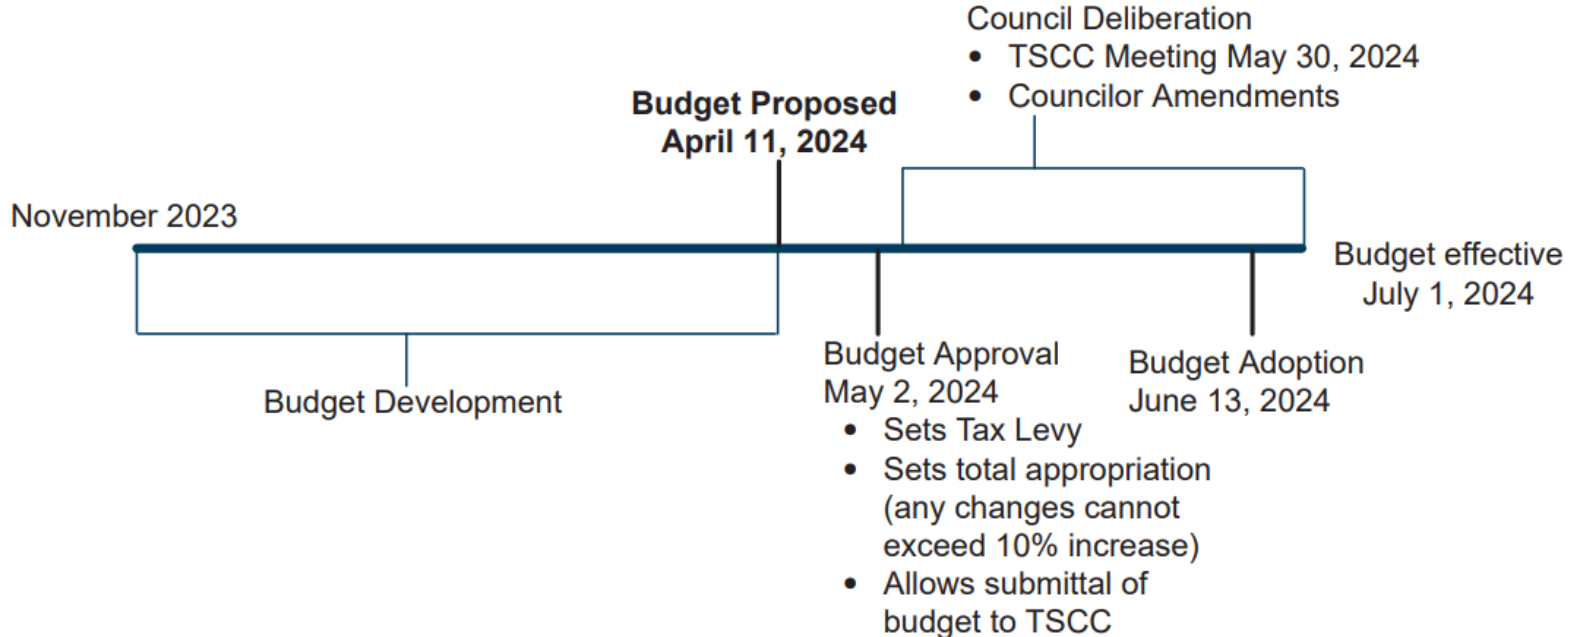 Council Deliberation
• TSCC Meeting May 30, 2024
• Councilor Amendments
Budget Proposed
April 11, 2024
November 2023
Budget effective
July 1, 2024
Budget Development
Budget Approval
May 2, 2024
• Sets Tax Levy
• Sets total appropriation
(any changes cannot
exceed 10% increase)
• Allows submittal of
budget to TSCC
Budget Adoption
June 13, 2024